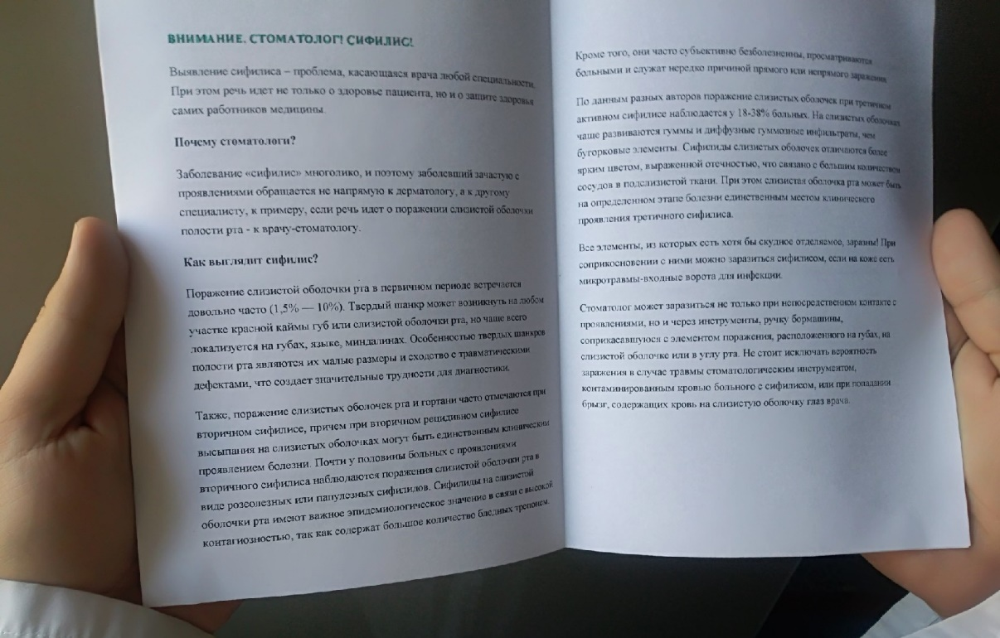 ВНИМАНИЕ. СТОМАТОЛОГ! СИФИЛИС!
Выявление сифилиса – проблема, касающаяся врача любой специальности.
При этом речь идет не только о здоровье пациента, но и о защите здоровья
самих работников медицины.
Почему стоматологи?
Заболевание «сифилис» многолико, и поэтому заболевший зачастую с
проявлениями обращается не напрямую к дерматологу, а к другому
специалисту, к примеру, если речь идет о поражении слизистой оболочки
полости рта - к врачу-стоматологу.
Как выглядит сифилис?
Поражение слизистой оболочки рта в первичном периоде встречается
довольно часто (1,5% — 10%). Твердый шанкр может возникнуть на любом
участке красной каймы губ или слизистой оболочки рта, но чаще всего
локализуется на губах, языке, миндалинах. Особенностью твердых шанкров
полости рта являются их малые размеры и сходство с травматическими
дефектами, что создает значительные трудности для диагностики.
Также, поражение слизистых оболочек рта и гортани часто отмечаются при
вторичном сифилисе, причем при вторичном рецидивном сифилисе
высыпания на слизистых оболочках могут быть единственным клиническим
проявлением болезни. Почти у половины больных с проявлениями
вторичного сифилиса наблюдаются поражения слизистой оболочки рта в
виде розеолезных или папулезных сифилидов. Сифилиды на слизистой
оболочки рта имеют важное эпидемиологическое значение в связи с высокой
контагиозностью, так как содержат большое количество бледных трепонем.
Кроме того, они часто субъективно безболезненны, просматриваются
больными и служат нередко причиной прямого или непрямого заражения.
По данным разных авторов поражение слизистых оболочек при третичном
активном сифилисе наблюдается у 18-38% больных. На слизистых оболочках
чаще развиваются гуммы и диффузные гуммозные инфильтраты, чем
бугорковые элементы. Сифилиды слизистых оболочек отличаются более
ярким цветом, выраженной отечностью, что связано с большим количеством
сосудов в подслизистой ткани. При этом слизистая оболочка рта может быть
на определенном этапе болезни единственным местом клинического
проявления третичного сифилиса.
Все элементы, из которых есть хотя бы скудное отделяемое, заразны! При
соприкосновении с ними можно заразиться сифилисом, если на коже есть
микротравмы-входные ворота для инфекции.
Стоматолог может заразиться не только при непосредственном контакте с
проявлениями, но и через инструменты, ручку бормашины,
соприкасавшуюся с элементом поражения, расположенного на губах, на
слизистой оболочке или в углу рта. Не стоит исключать вероятность
заражения в случае травмы стоматологическим инструментом,
контаминированным кровью больного с сифилисом, или при попадании
брызг, содержащих кровь на слизистую оболочку глаз врача.